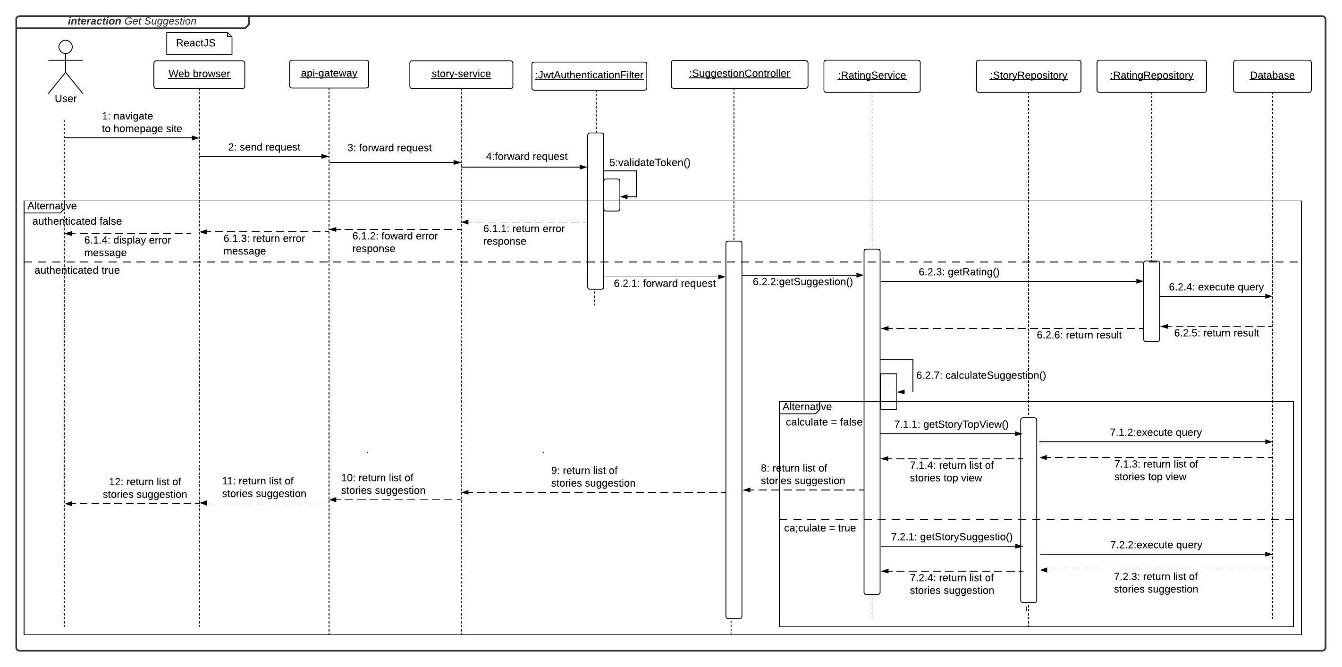 interaction Get Suggestion
ReactJS
User
Web browser
api-gateway
story-service
:JwtAuthenticationFilter
:SuggestionController
:RatingService
:StoryRepository
:RatingRepository
Database
1: navigate
to homepage site
2: send request
3: forward request
4:forward request
5:validateToken()
Alternative
authenticated false
6.1.1: return error
response
6.1.2: foward error
response
6.1.3: return error
message
6.1.4: display error
message
authenticated true
6.2.1: forward request
6.2.2:getSuggestion()
6.2.3: getRating()
6.2.4: execute query
6.2.5: return result
6.2.6: return result
6.2.7: calculateSuggestion()
Alternative
calculate = false
7.1.1: getStoryTopView()
7.1.2:execute query
7.1.3: return list of
stories top view
7.1.4: return list of
stories top view
8: return list of
stories suggestion
9: return list of
stories suggestion
10: return list of
stories suggestion
11: return list of
stories suggestion
12: return list of
stories suggestion
ca;culate = true
7.2.1: getStorySuggestio()
7.2.2:execute query
7.2.3: return list of
stories suggestion
7.2.4: return list of
stories suggestion